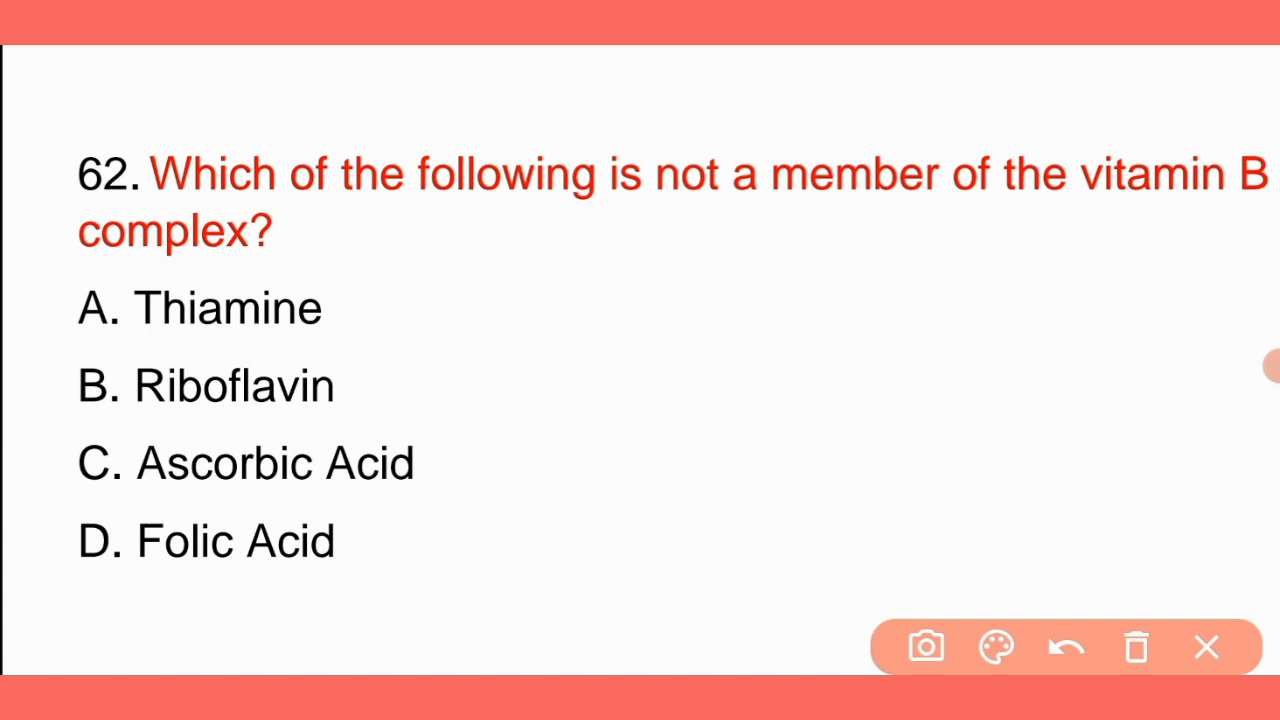 62. Which of the following is not a member of the vitamin B
complex?
A. Thiamine
B. Riboflavin
C. Ascorbic Acid
D. Folic Acid